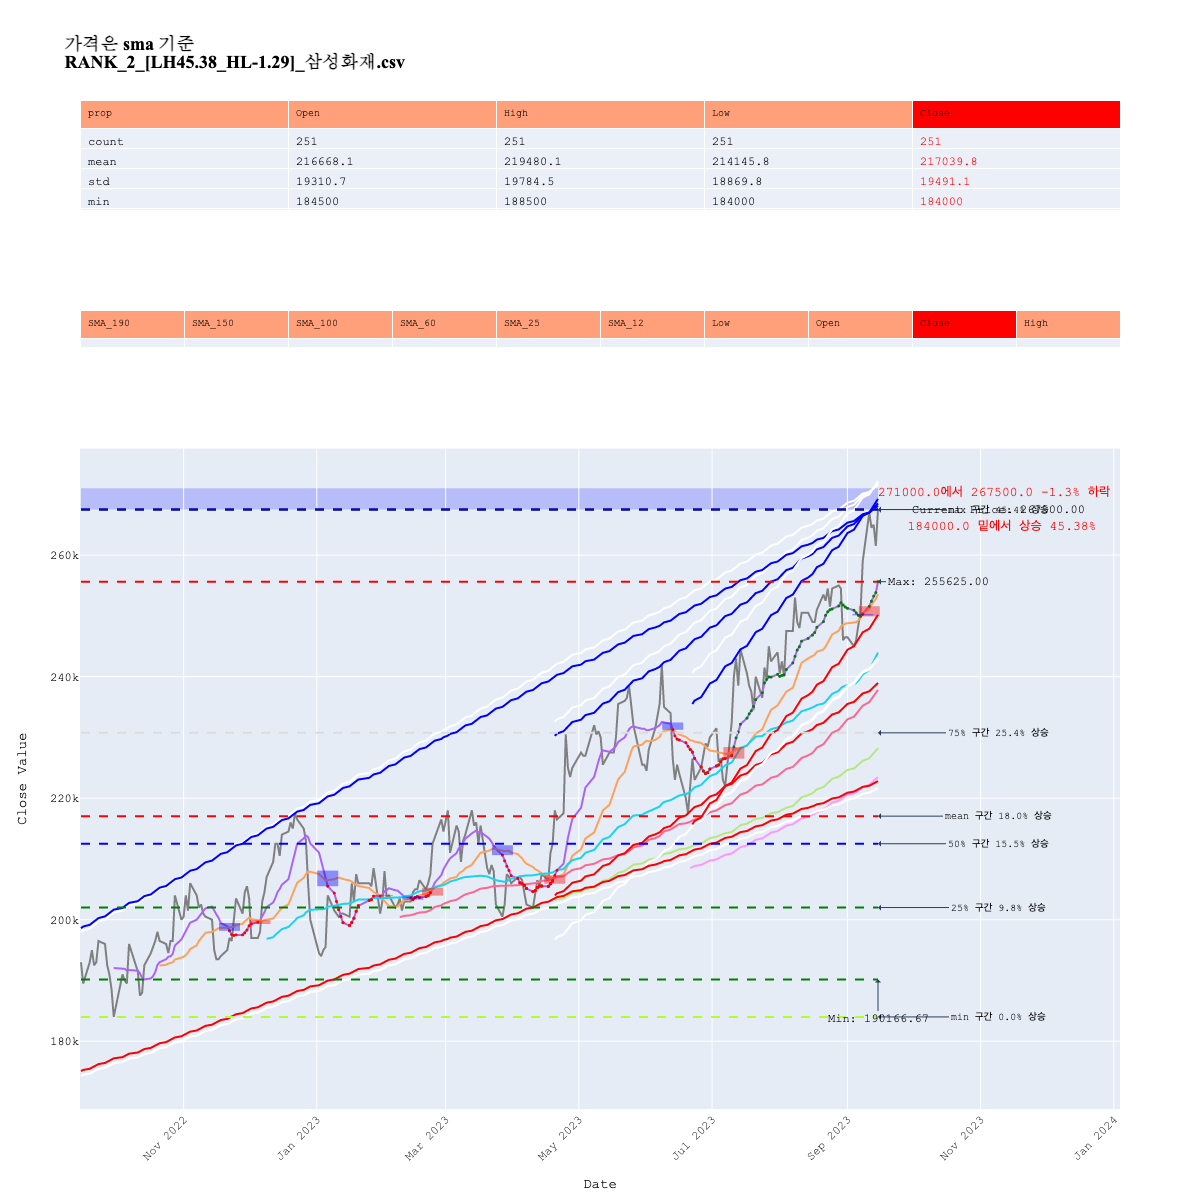 가격은 sma 기준
RANK_2_[LH45.38_HL-1.29]_삼성화재.csv
prop Open High Low Close
count 251 251 251 251
mean 216668.1 219480.1 214145.8 217039.8
std 19310.7 19784.5 18869.8 19491.1
min 184500 188500 184000 184000
SMA_190 SMA_150 SMA_100 SMA_60 SMA_25 SMA_12 Low Open Close High
271000.0에서 267500.0 -1.3% 하락
184000.0 밑에서 상승 45.38%
260k
Max: 255625.00
240k
75% 구간 25.4% 상승
220k
mean 구간 18.0% 상승
50% 구간 15.5% 상승
25% 구간 9.8% 상승
200k
Min: 190166.67
min 구간 0.0% 상승
180k
Close Value
Nov 2022
Jan 2023
Mar 2023
May 2023
Jul 2023
Sep 2023
Nov 2023
Jan 2024
Date